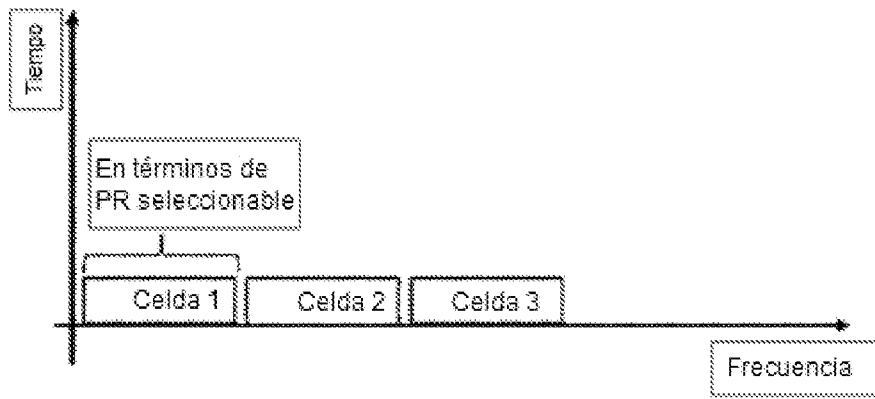 Tiempo
En términos de
PR seleccionable
Celda 1
Celda 2
Celda 3
Frecuencia